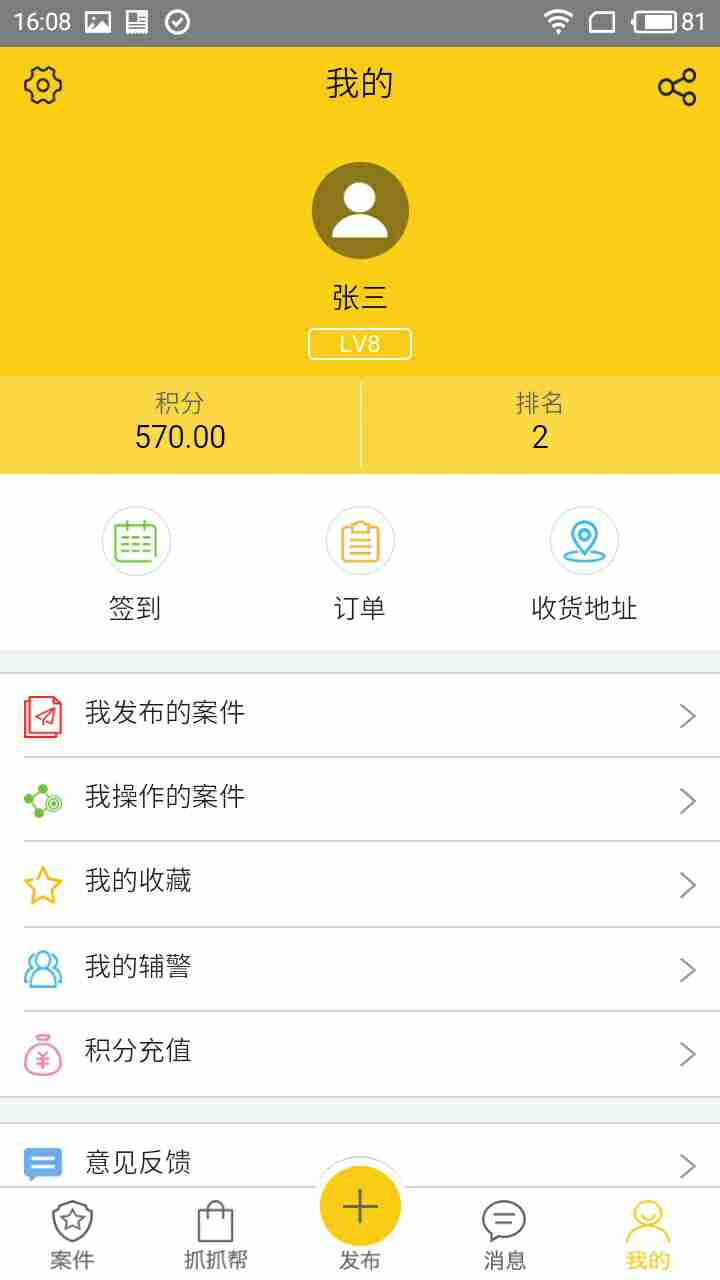 16:08
81
我的
张三
LV8
积分
排名
570.00
2
签到
订单
收货地址
我发布的案件
我操作的案件
我的收藏
我的辅警
积分充值
意见反馈
案件
抓抓帮
发布
消息
我的